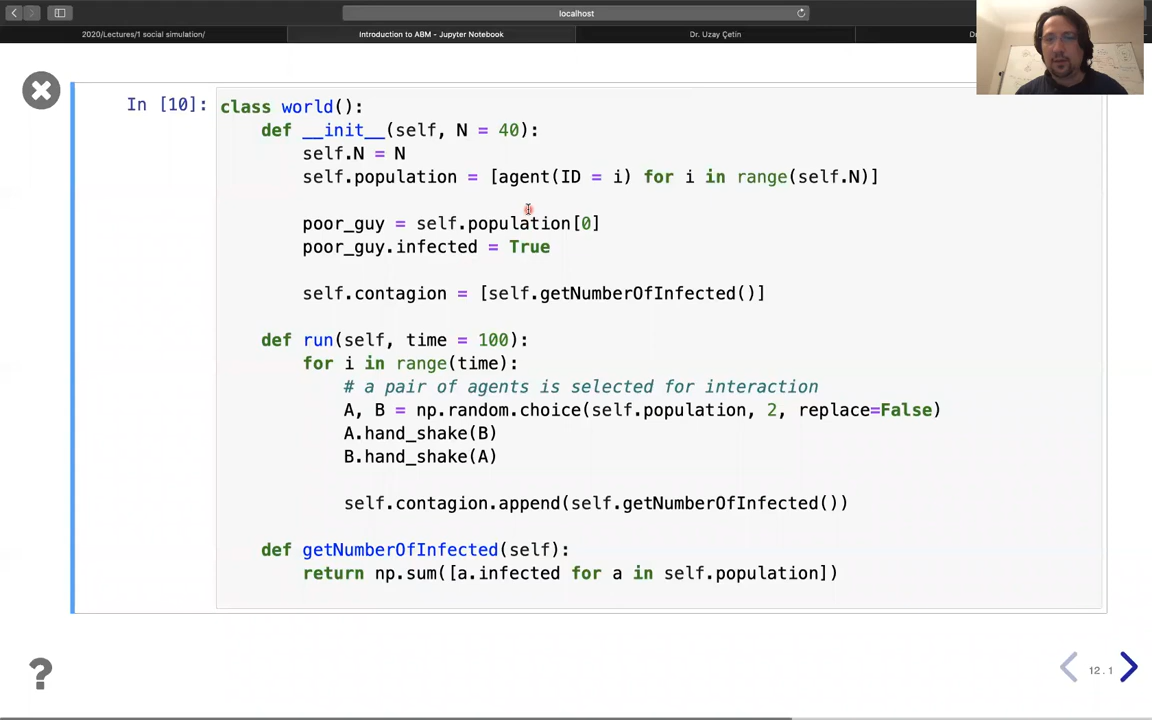 localhost
2020/Lectures/1 social simulation/
Introduction to ABM - Jupyter Notebook
Dr. Uzay Çetin
In [10]:
class world():
    def __init__(self, N = 40):
        self.N = N
        self.population = [agent(ID = i) for i in range(self.N)]
        poor_guy = self.population[0]
        poor_guy.infected = True
        self.contagion = [self.getNumberOfInfected()]
    def run(self, time = 100):
        for i in range(time):
            # a pair of agents is selected for interaction
            A, B = np.random.choice(self.population, 2, replace=False)
            A.hand_shake(B)
            B.hand_shake(A)
            self.contagion.append(self.getNumberOfInfected())
    def getNumberOfInfected(self):
        return np.sum([a.infected for a in self.population])
?
12.1